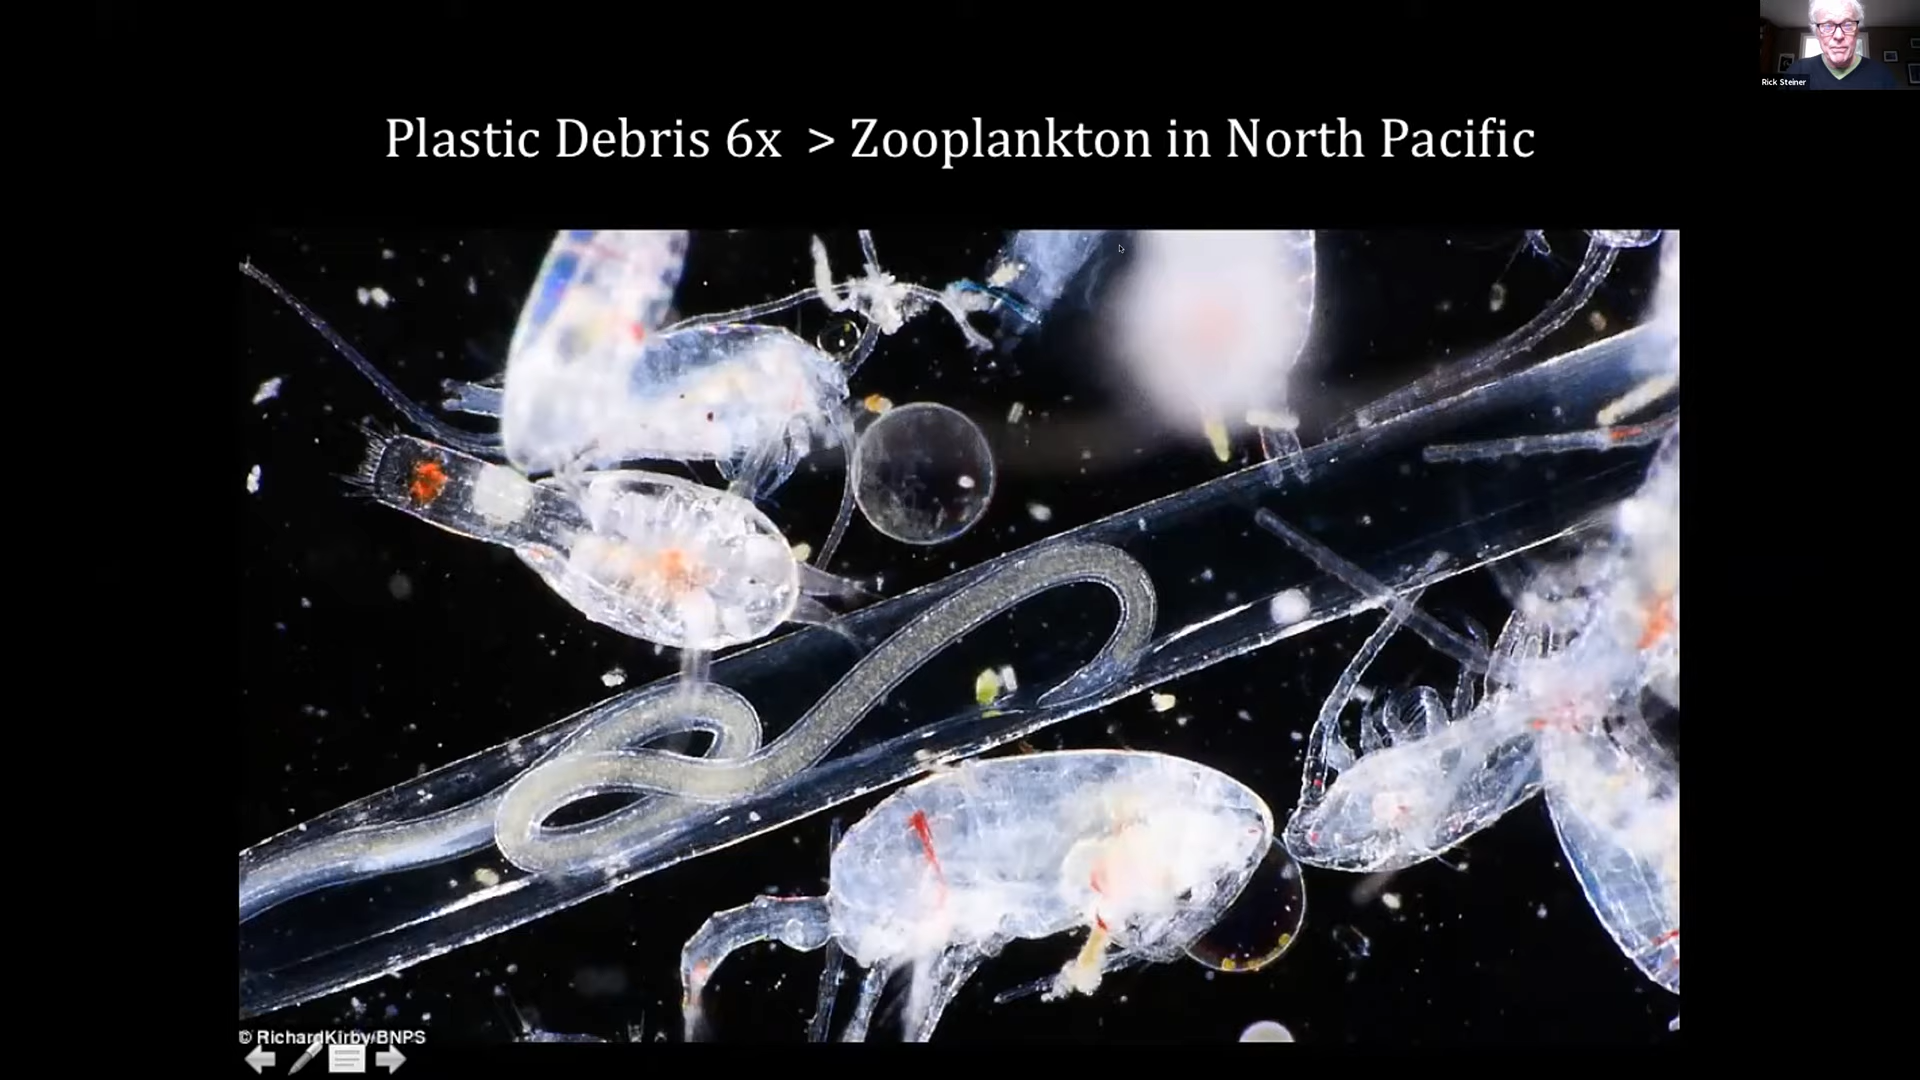 Rick Steiner
Plastic Debris 6x > Zooplankton in North Pacific
© RichardKirby/BNPS